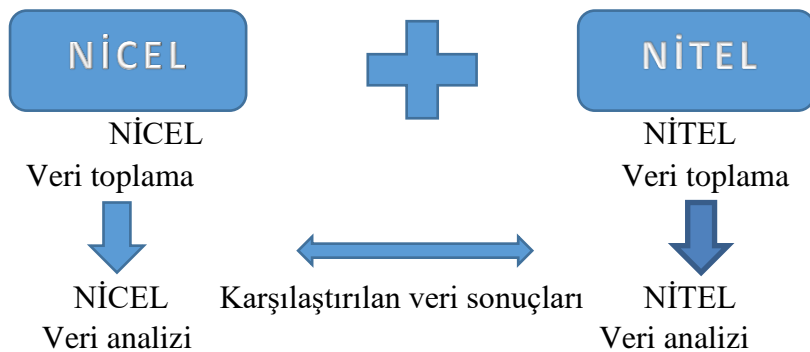 NİCEL
NİTEL
NİCEL
Veri toplama
NİTEL
Veri toplama
NİCEL
Veri analizi
Karşılaştırılan veri sonuçları
NİTEL
Veri analizi